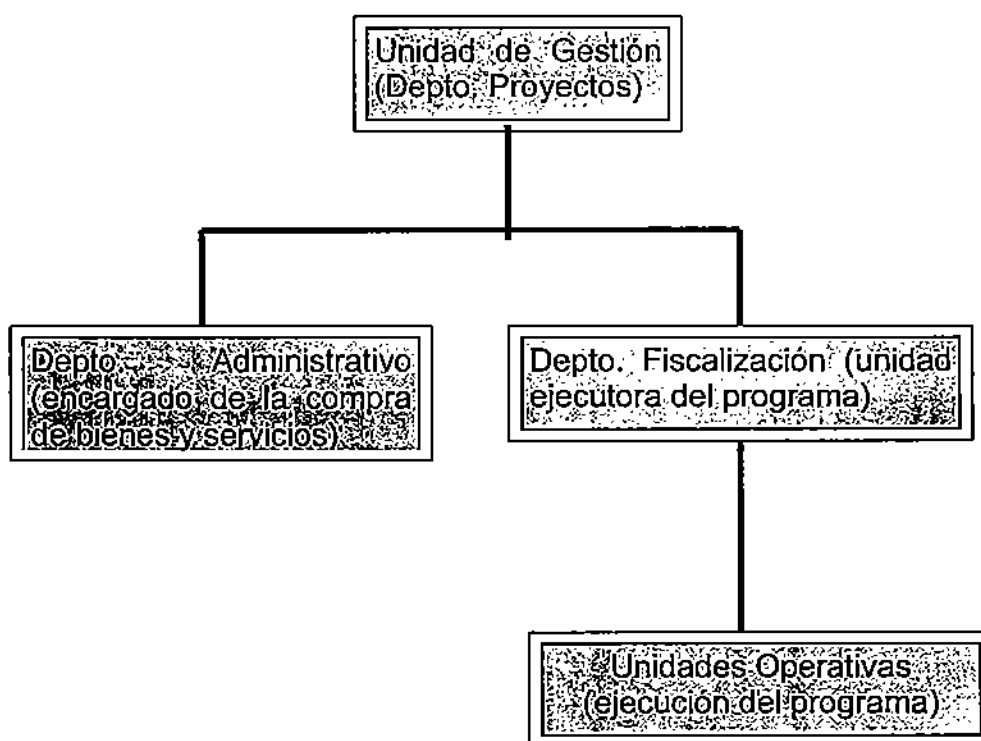 Unidad de Gestión
(Depto. Proyectos)
Depto. Administrativo
(encargado de la compra
de bienes y servicios)
Depto. Fiscalización (unidad
ejecutora del programa)
Unidades Operativas
(ejecución del programa)